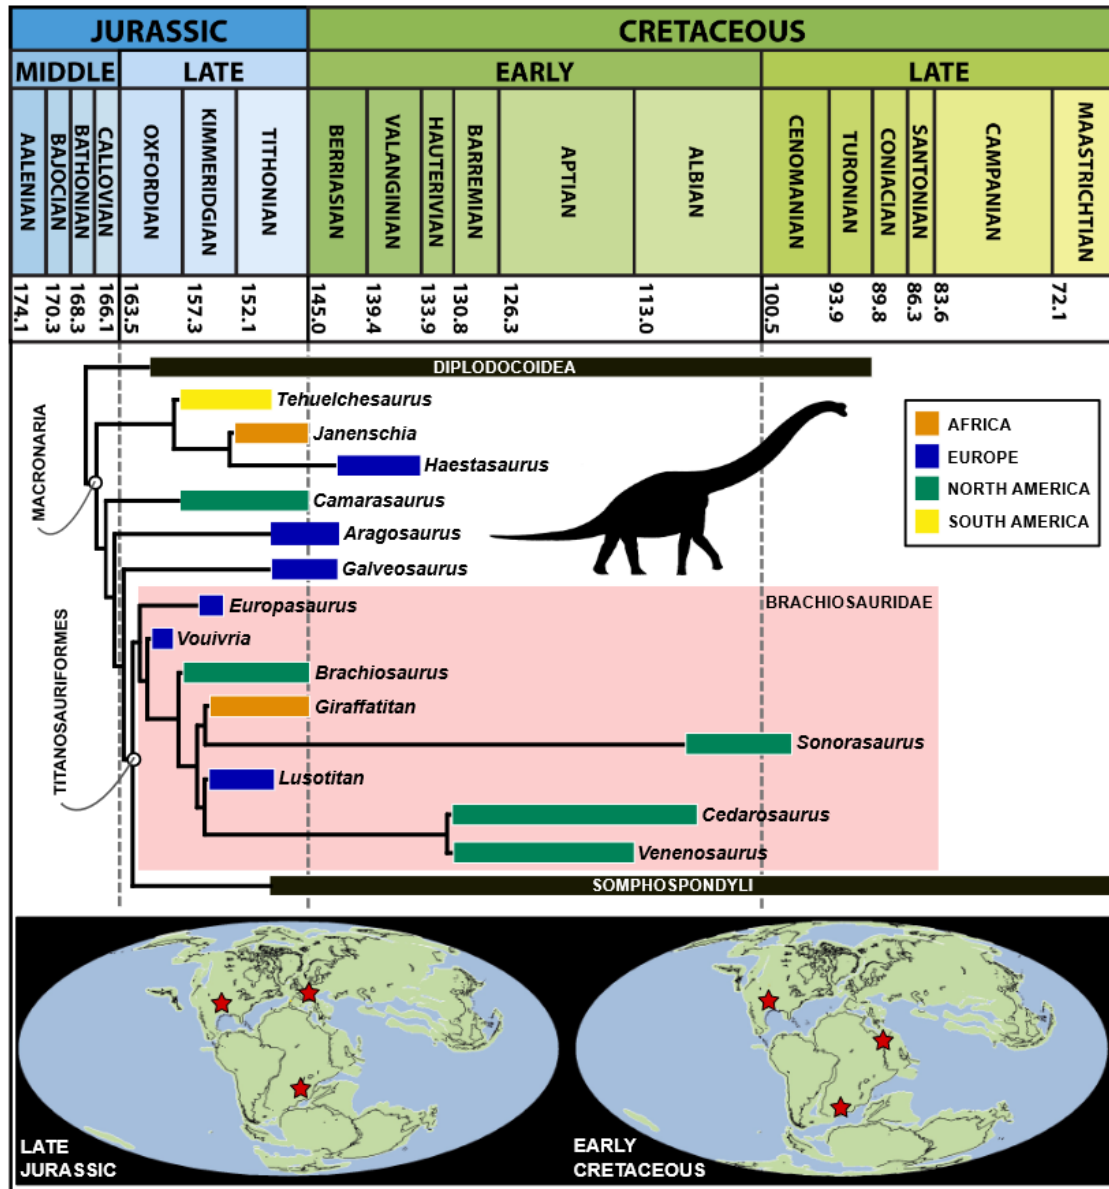 JURASSIC CRETACEOUS
MIDDLE LATE EARLY LATE
AALENIAN
BAJOCIAN
BATHONIAN
CALLOVIAN
OXFORDIAN
KIMMERIDGIAN
TITHONIAN
BERRIASIAN
VALANGINIAN
HAUTERIVIAN
BARREMIAN
APTIAN
ALBIAN
CENOMANIAN
TURONIAN
CONIACIAN
SANTONIAN
CAMPANIAN
MAASTRICHTIAN
174.1
170.3
168.3
166.1
163.5
157.3
152.1
145.0
139.4
133.9
130.8
126.3
113.0
100.5
93.9
89.8
86.3
83.6
72.1
DIPLODOCOIDEA
MACRONARIA
Tehuelchesaurus
Janenschia
Haestasaurus
Camarasaurus
Aragosaurus
Galveosaurus
AFRICA
EUROPE
NORTH AMERICA
SOUTH AMERICA
TITANOSAURIFORMES
BRACHIOSAURIDAE
Europasaurus
Vouivria
Brachiosaurus
Giraffatitan
Sonorasaurus
Lusotitan
Cedarosaurus
Venenosaurus
SOMPHOSPONDYLI
LATE
JURASSIC
EARLY
CRETACEOUS